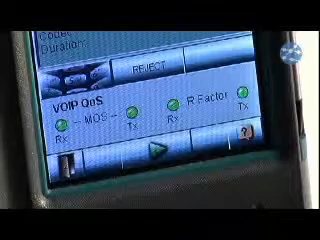 Codec
Duration:
REJECT
VOIP QoS
- MOS -
R Factor
Rx
Tx
Rx
Tx
?